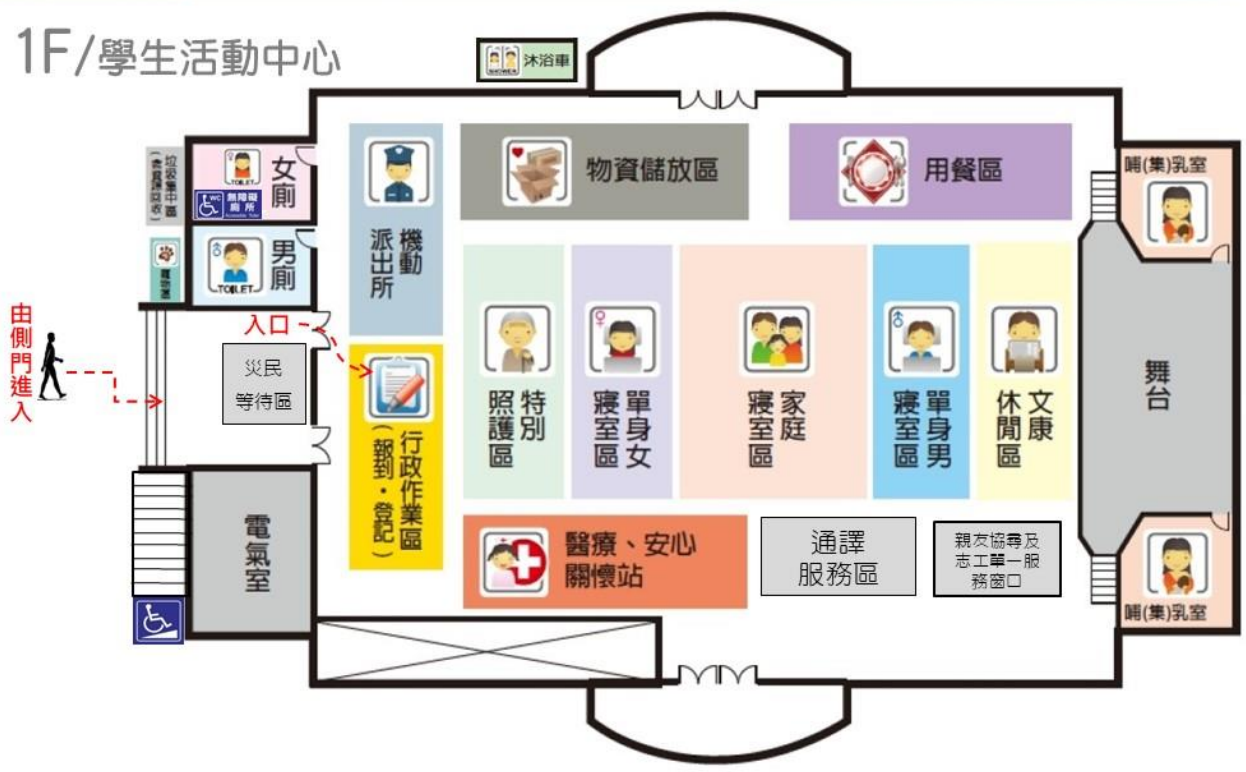 1F/學生活動中心
SHOWER
沐浴車
垃圾集中區
(含資源回收)
TOILET
女廁
WC
無障礙
廁所
Accessible Toilet
寵物區
TOILET
男廁
機動
派出所
物資儲放區
用餐區
哺(集)乳室
由側門進入
入口
災民
等待區
行政作業區
(報到・登記)
特別
照護區
單身女
寢室區
家庭
寢室區
單身男
寢室區
文康
休閒區
舞台
電氣室
醫療、安心
關懷站
通譯
服務區
親友協尋及
志工單一服
務窗口
哺(集)乳室